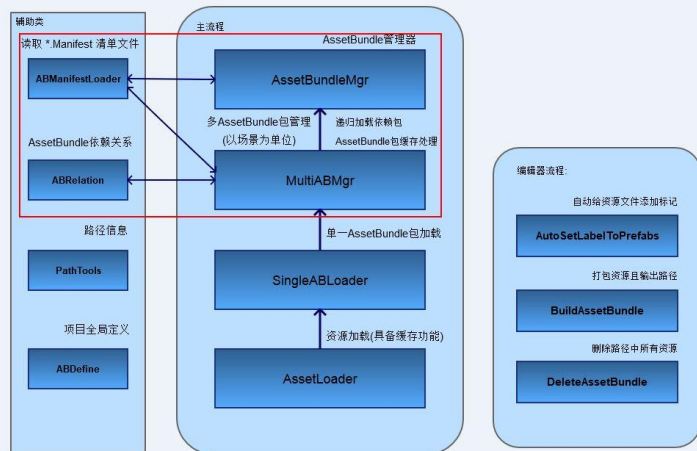 辅助类
读取 *.Manifest 清单文件
ABManifestLoader
AssetBundle依赖关系
ABRelation
路径信息
PathTools
项目全局定义
ABDefine
主流程
AssetBundle管理器
AssetBundleMgr
多AssetBundle包管理
(以场景为单位)
递归加载依赖包
AssetBundle包缓存处理
MultiABMgr
单一AssetBundle包加载
SingleABLoader
资源加载(具备缓存功能)
AssetLoader
编辑器流程:
自动给资源文件添加标记
AutoSetLabelToPrefabs
打包资源且输出路径
BuildAssetBundle
删除路径中所有资源
DeleteAssetBundle